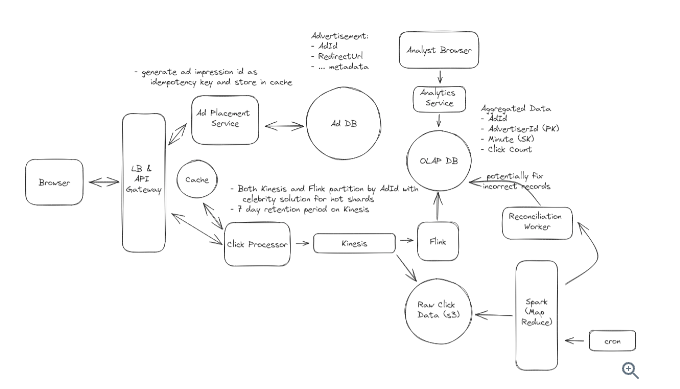 Advertisement:
- AdId
- RedirectUrl
- ... metadata
Analyst Browser
- generate ad impression id as
idempotency key and store in cache
Analytics
Service
Ad Placement
Service
Ad DB
Aggregated Data
- AdId
- AdvertiserId (PK)
- Minute (SK)
- Click Count
OLAP DB
LB &
API
Gateway
Browser
Cache
- Both Kinesis and Flink partition by AdId with
celebrity solution for hot shards
- 7 day retention period on Kinesis
potentially fix
incorrect records
Reconciliation
Worker
Click Processor
Kinesis
Flink
Raw Click
Data (s3)
Spark
(Map
Reduce)
cron